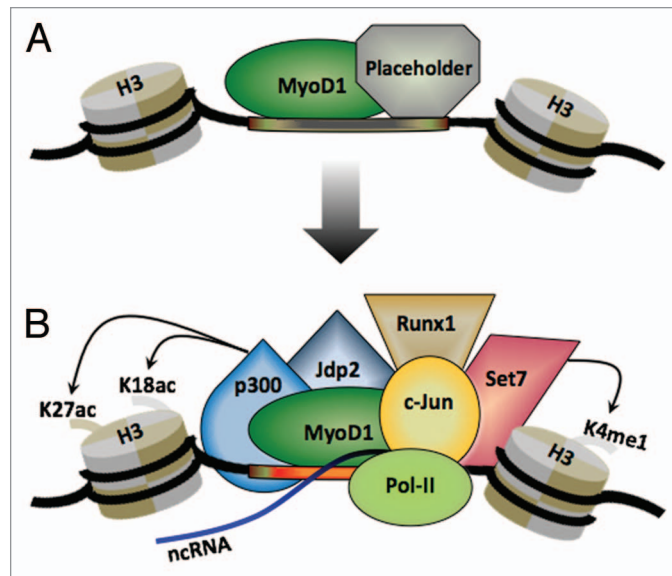 A
H3
MyoD1
Placeholder
H3
B
K27ac
K18ac
H3
p300
Jdp2
MyoD1
Runx1
c-Jun
Set7
K4me1
H3
Pol-II
ncRNA